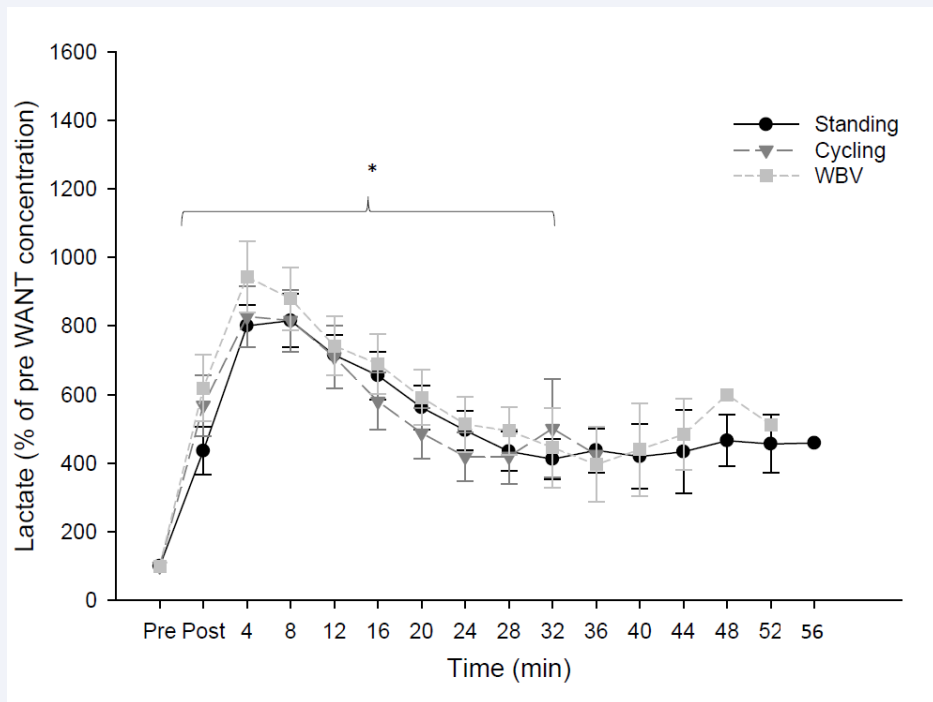 Lactate (% of pre WANT concentration)
1600
1400
1200
1000
800
600
400
200
0
*
Standing
Cycling
WBV
Pre Post 4 8 12 16 20 24 28 32 36 40 44 48 52 56
Time (min)